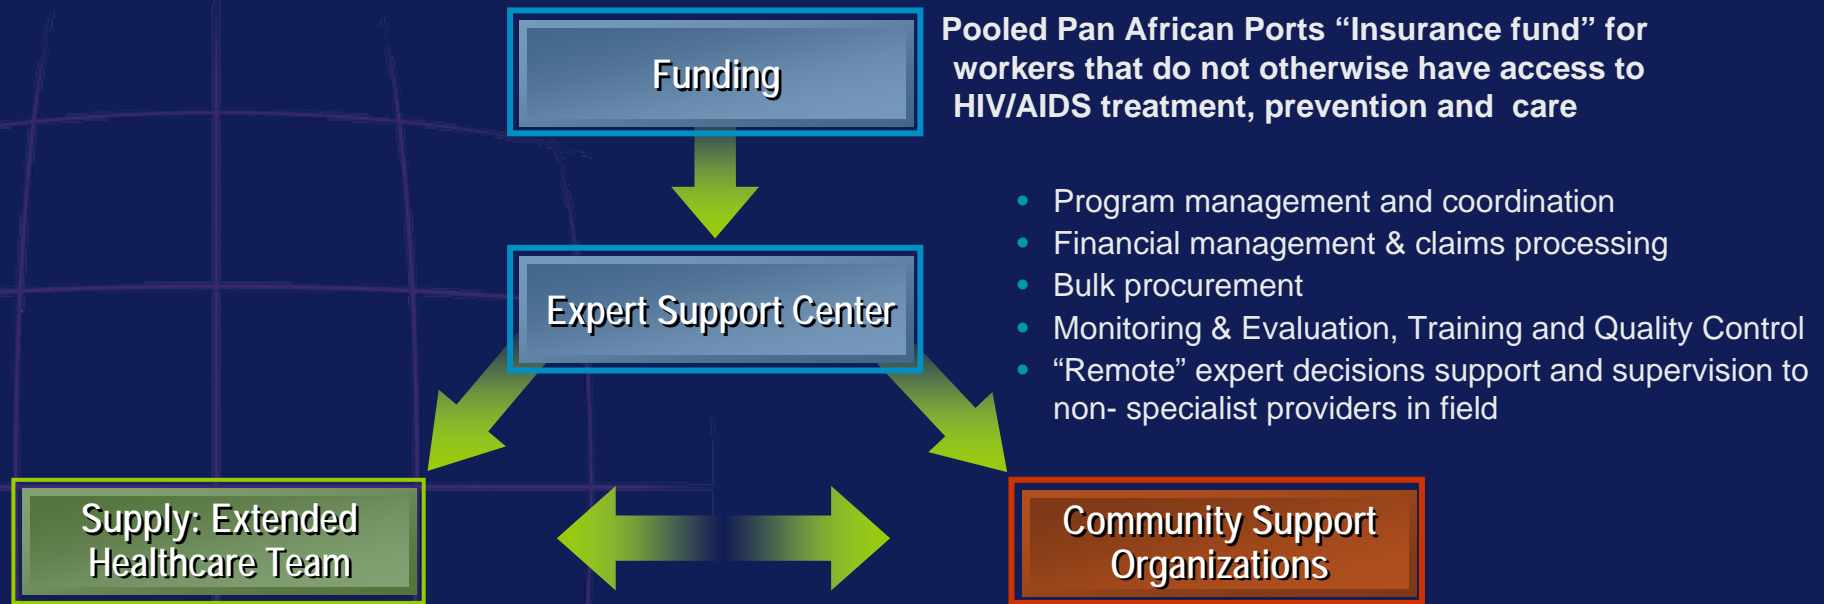 Funding
Pooled Pan African Ports “Insurance fund” for
workers that do not otherwise have access to
HIV/AIDS treatment, prevention and care
Expert Support Center
• Program management and coordination
• Financial management & claims processing
• Bulk procurement
• Monitoring & Evaluation, Training and Quality Control
• “Remote” expert decisions support and supervision to
non- specialist providers in field
Supply: Extended
Healthcare Team
Community Support
Organizations